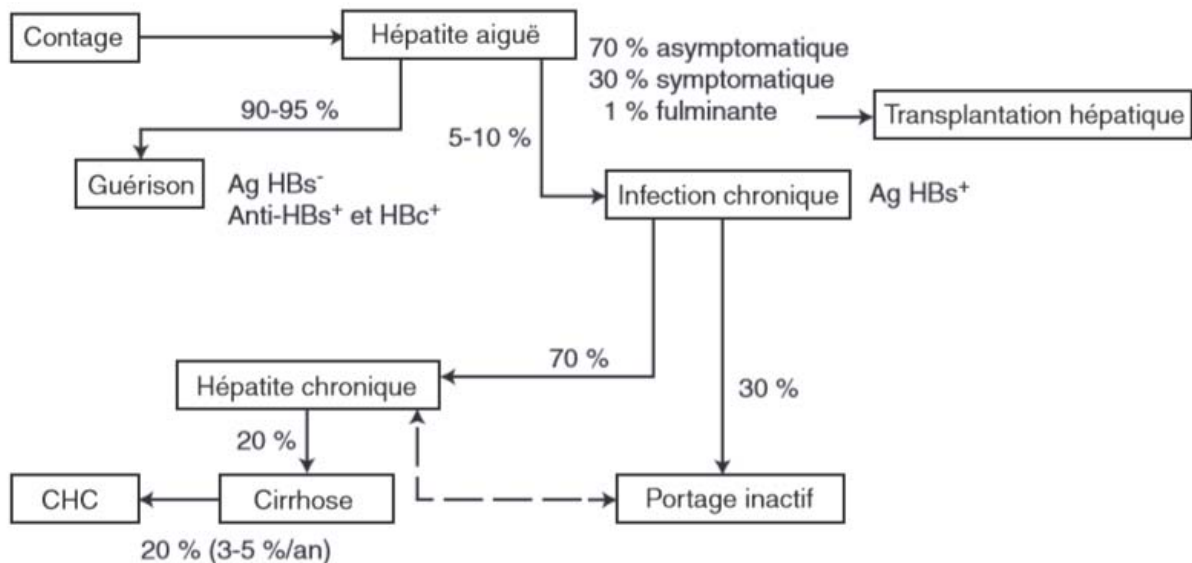 Contage
Hépatite aiguë
70 % asymptomatique
30 % symptomatique
1 % fulminante
Transplantation hépatique
90-95 %
5-10 %
Guérison
Ag HBs⁻
Anti-HBs⁺ et HBc⁺
Infection chronique
Ag HBs⁺
70 %
30 %
Hépatite chronique
20 %
CHC
Cirrhose
Portage inactif
20 % (3-5 %/an)